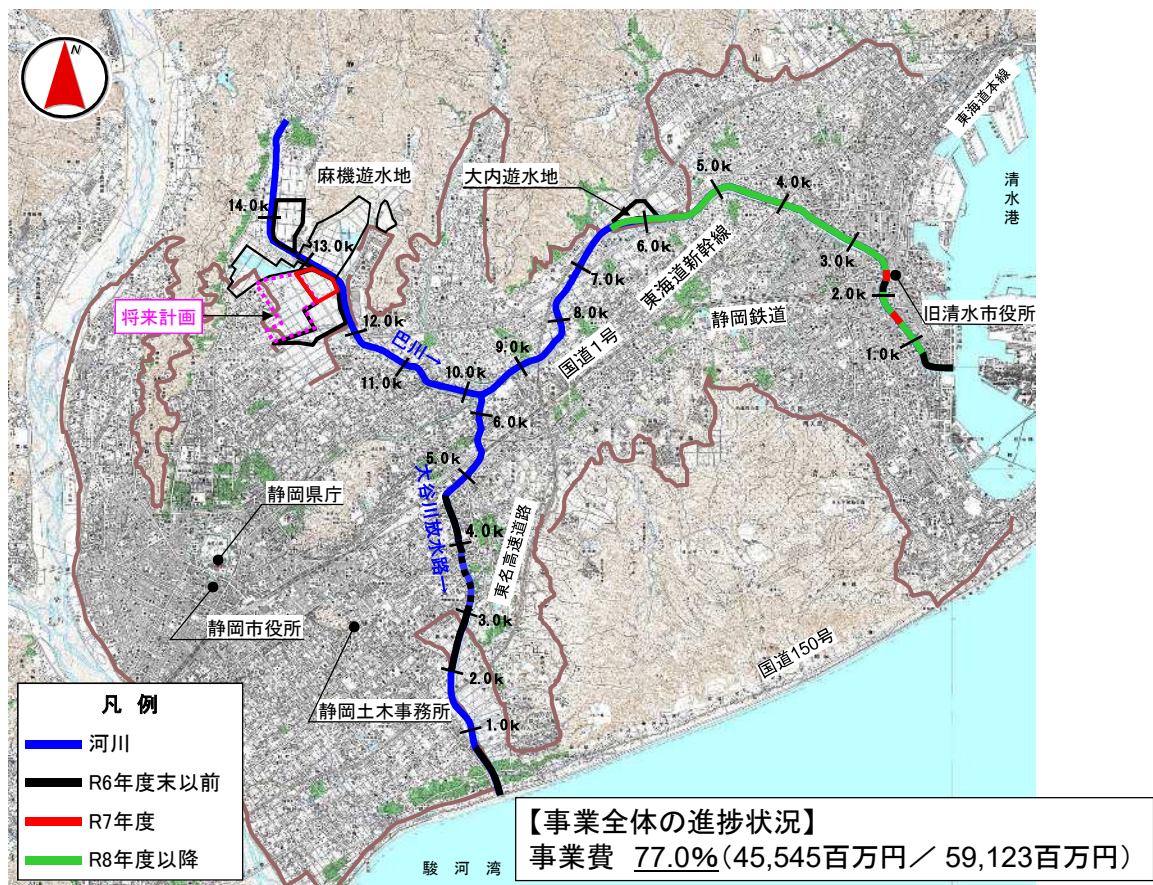 N
東海道本線
清水港
麻機遊水地
大内遊水地
5.0k
4.0k
14.0k
13.0k
6.0k
3.0k
7.0k
東海道新幹線
2.0k
旧清水市役所
将来計画
12.0k
8.0k
静岡鉄道
国道1号
巴川→
9.0k
1.0k
11.0k
10.0k
6.0k
5.0k
大谷川放水路→
静岡県庁
4.0k
東名高速道路
3.0k
静岡市役所
国道150号
2.0k
静岡土木事務所
1.0k
凡 例
河川
R6年度末以前
R7年度
R8年度以降
駿河湾
【事業全体の進捗状況】
事業費 77.0%(45,545百万円／ 59,123百万円)